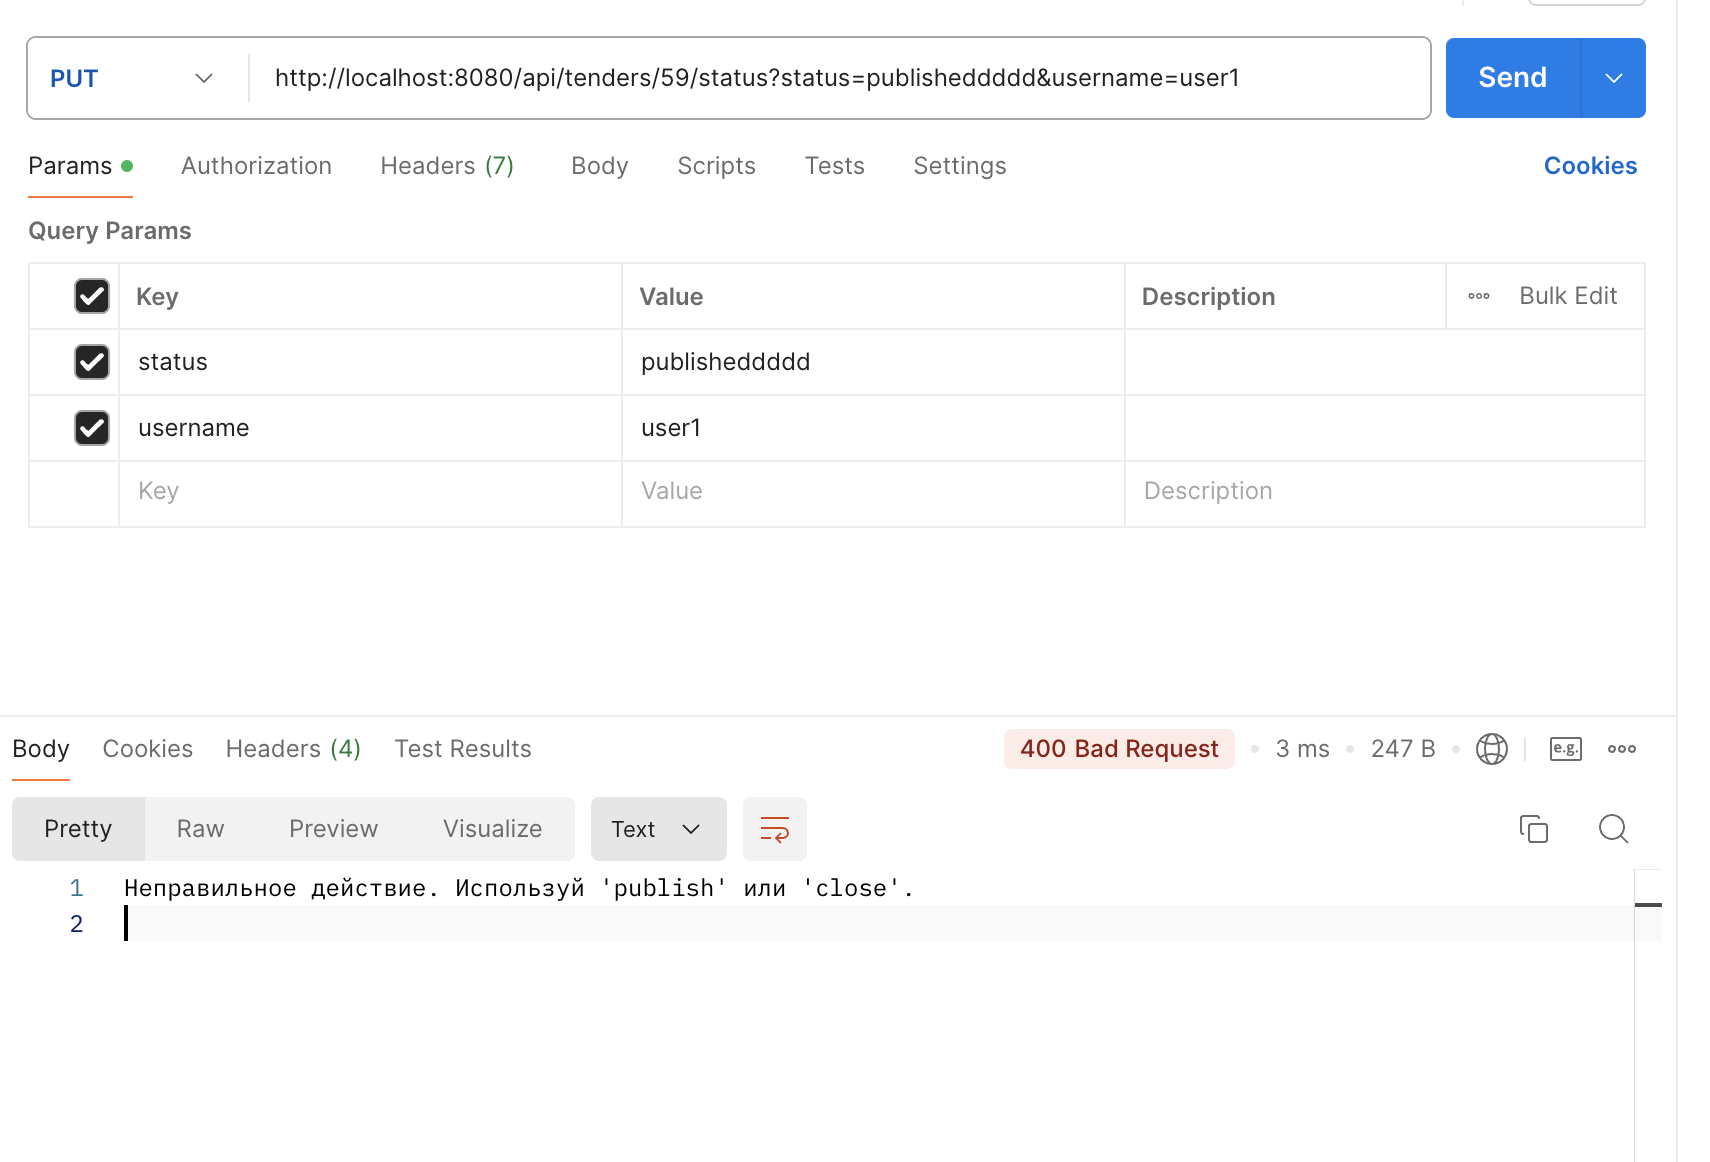 PUT
http://localhost:8080/api/tenders/59/status?status=publisheddddd&username=user1
Send
Params
Authorization
Headers (7)
Body
Scripts
Tests
Settings
Cookies
Query Params
Key
Value
Description
Bulk Edit
status
publisheddddd
username
user1
Key
Value
Description
Body
Cookies
Headers (4)
Test Results
400 Bad Request
3 ms
247 B
e.g.
Pretty
Raw
Preview
Visualize
Text
1 Неправильное действие. Используй 'publish' или 'close'.
2